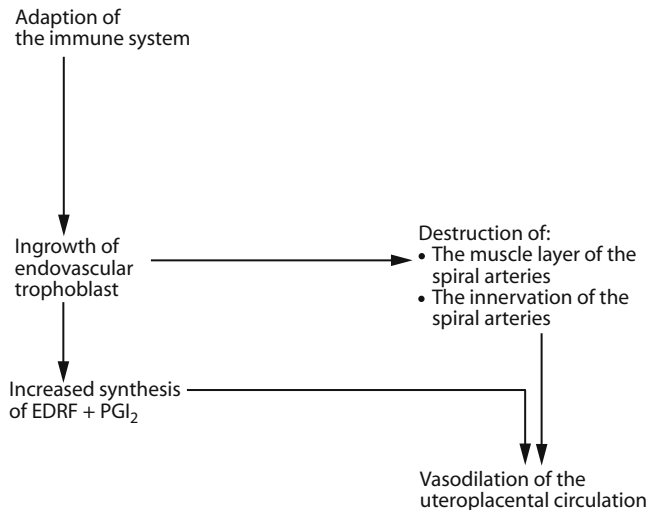 Adaption of
the immune system
Ingrowth of
endovascular
trophoblast
Destruction of:
• The muscle layer of the
spiral arteries
• The innervation of the
spiral arteries
Increased synthesis
of EDRF + PGI₂
Vasodilation of the
uteroplacental circulation